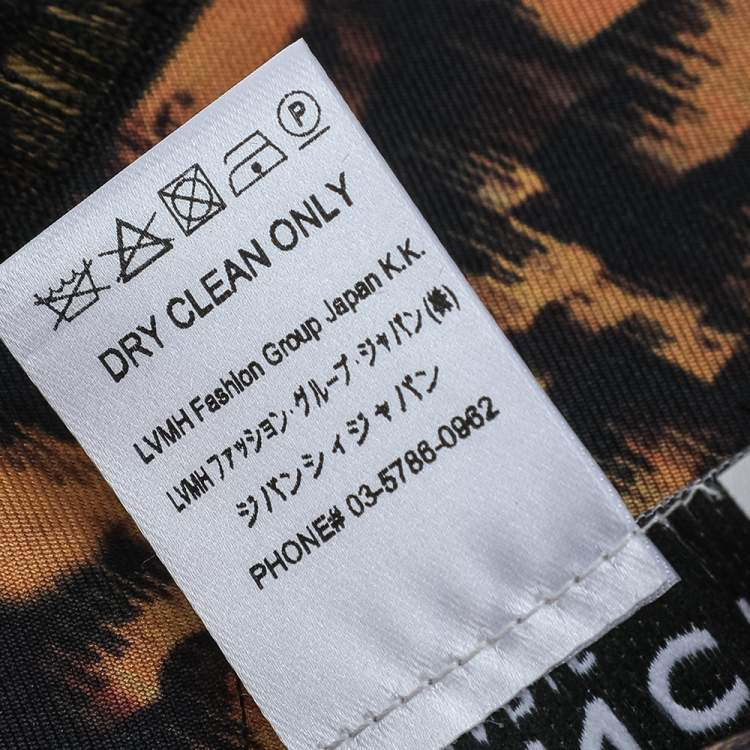 P
DRY CLEAN ONLY
LVMH Fashion Group Japan K.K.
LVMH ファッション・グループ・ジャパン(株)
ジバンシィジャパン
PHONE# 03-5786-0962